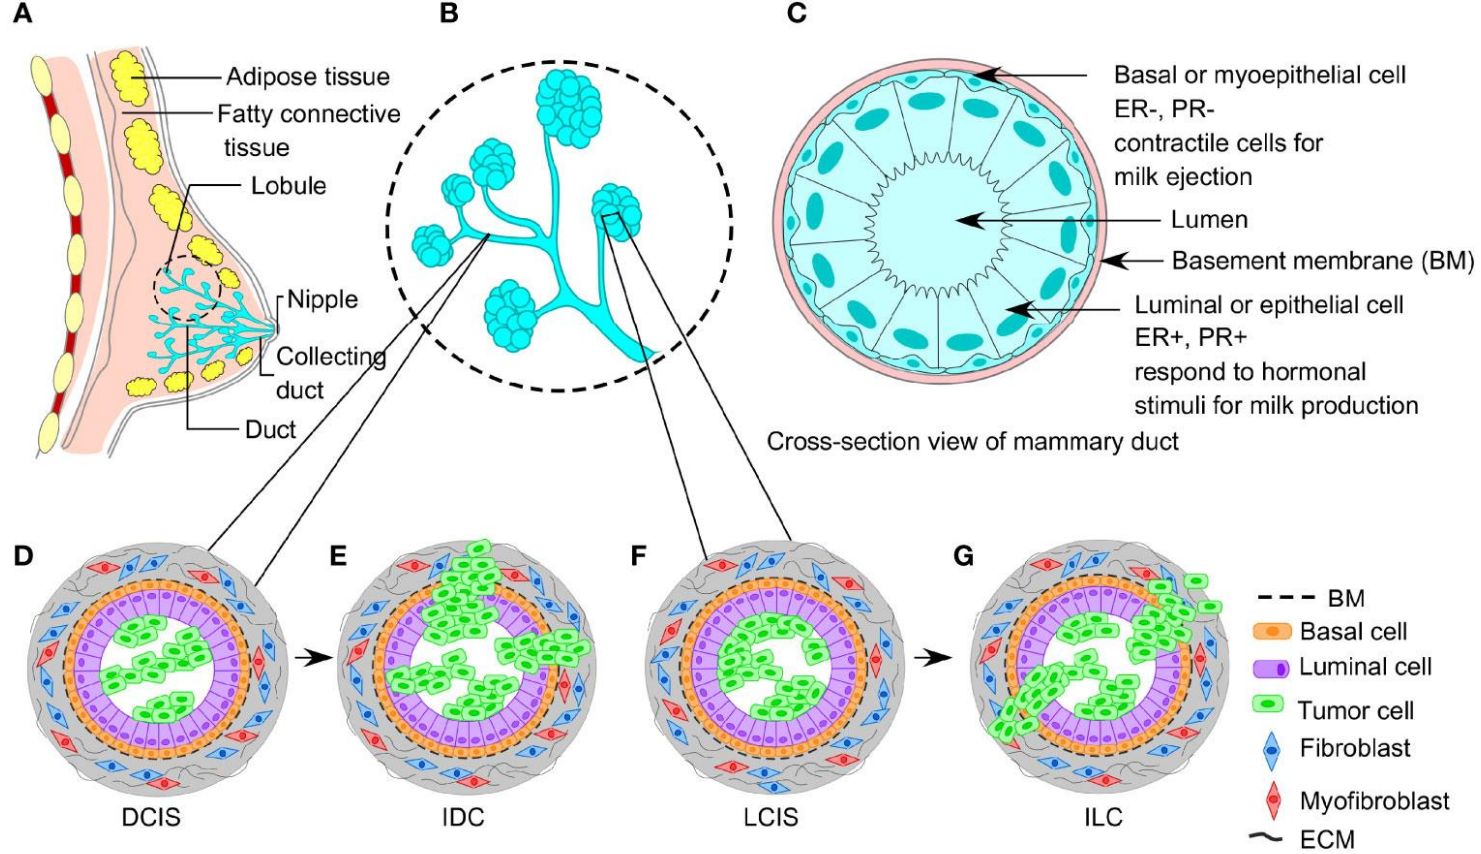 A
B
C
Adipose tissue
Fatty connective
tissue
Lobule
Nipple
Collecting
duct
Duct
Basal or myoepithelial cell
ER-, PR-
contractile cells for
milk ejection
Lumen
Basement membrane (BM)
Luminal or epithelial cell
ER+, PR+
respond to hormonal
stimuli for milk production
Cross-section view of mammary duct
D
E
F
G
DCIS
IDC
LCIS
ILC
BM
Basal cell
Luminal cell
Tumor cell
Fibroblast
Myofibroblast
ECM